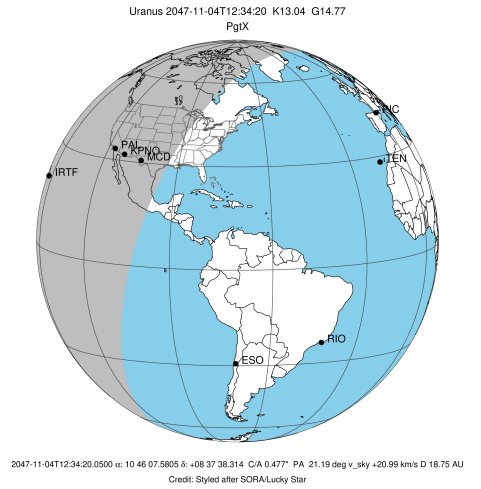 Uranus 2047-11-04T12:34:20 K13.04 G14.77
PgtX
PIC
PAL
KPNO
MCD
TEN
IRTF
RIO
ESO
2047-11-04T12:34:20.0500 α: 10 46 07.5805 δ: +08 37 38.314 C/A 0.477" PA 21.19 deg v_sky +20.99 km/s D 18.75 AU
Credit: Styled after SORA/Lucky Star